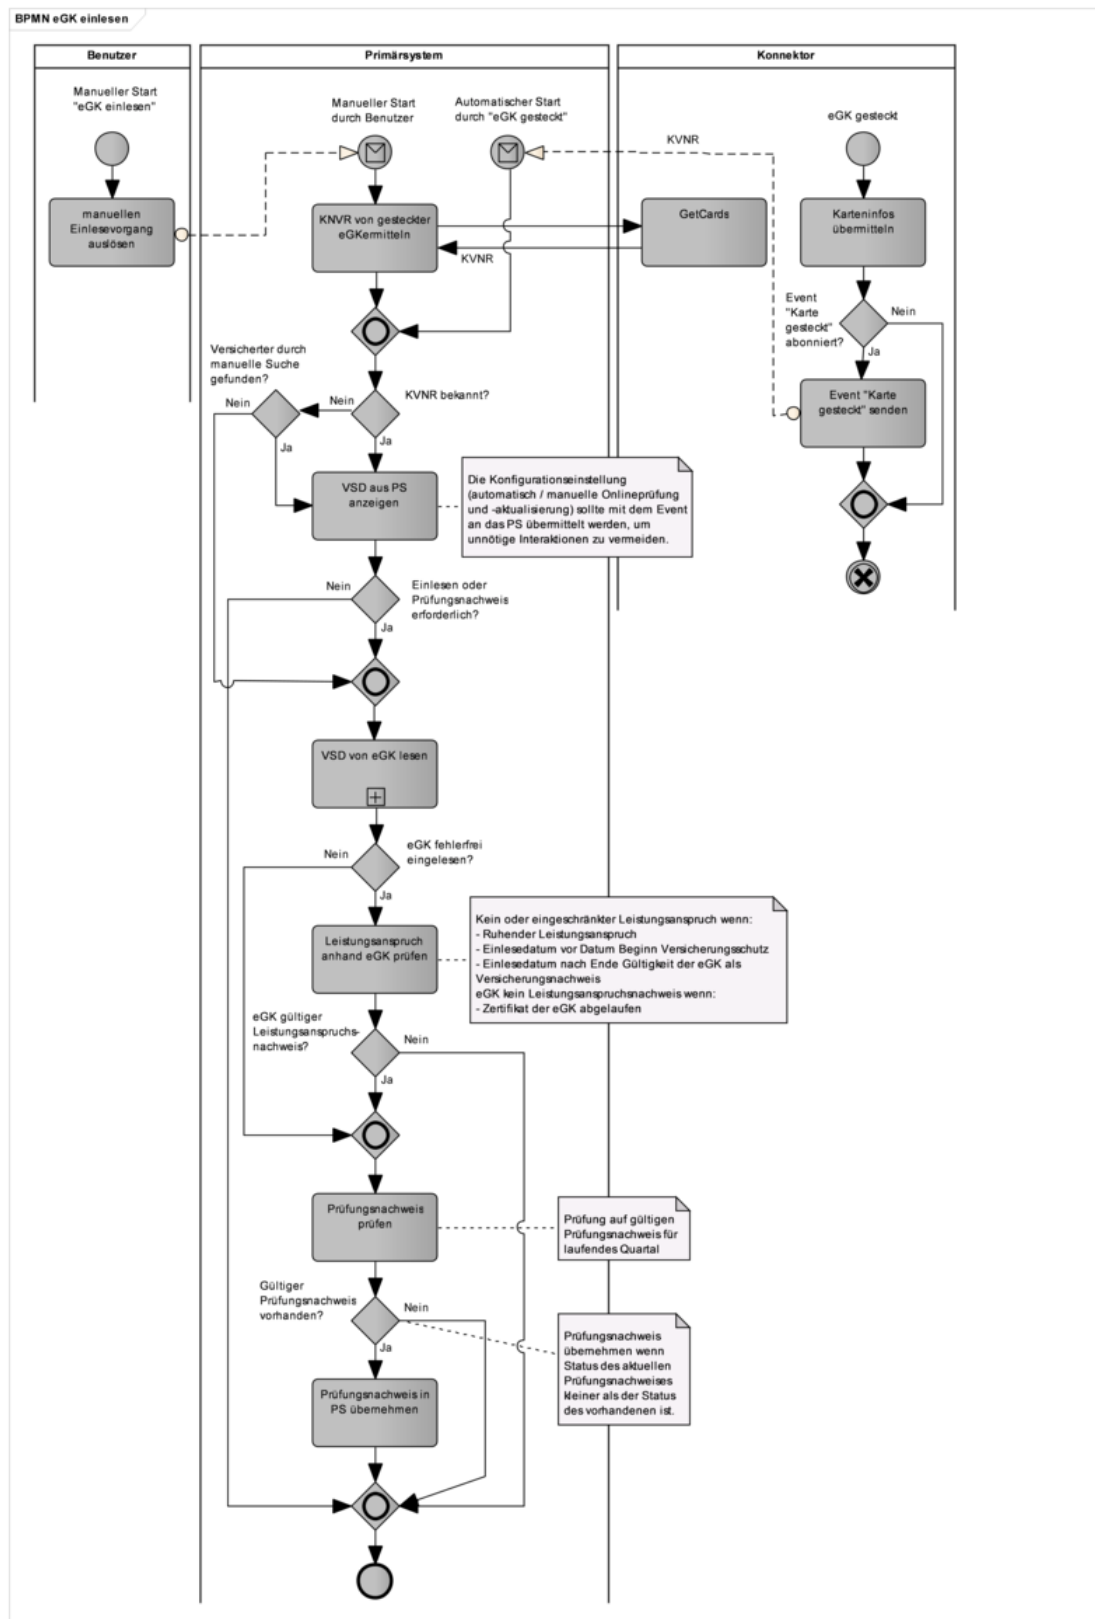 BPMN eGK einlesen
Benutzer
Primärsystem
Konnektor
Manueller Start
"eGK einlesen"
Manueller Start
durch Benutzer
Automatischer Start
durch "eGK gesteckt"
eGK gesteckt
KVNR
manuellen
Einlesevorgang
auslösen
KNVR von gesteckter
eGKermitteln
GetCards
Karteninfos
übermitteln
KVNR
Event
"Karte
gesteckt"
abonniert?
Nein
Ja
Versicherter durch
manuelle Suche
gefunden?
Nein
Nein
KVNR bekannt?
Ja
Ja
Event "Karte
gesteckt" senden
VSD aus PS
anzeigen
Die Konfigurationseinstellung
(automatisch / manuelle Onlineprüfung
und -aktualisierung) sollte mit dem Event
an das PS übermittelt werden, um
unnötige Interaktionen zu vermeiden.
Nein
Einlesen oder
Prüfungsnachweis
erforderlich?
Ja
VSD von eGK lesen
Nein
eGK fehlerfrei
eingelesen?
Ja
Leistungsanspruch
anhand eGK prüfen
Kein oder eingeschränkter Leistungsanspruch wenn:
- Ruhender Leistungsanspruch
- Einlesedatum vor Datum Beginn Versicherungsschutz
- Einlesedatum nach Ende Gültigkeit der eGK als
Versicherungsnachweis
eGK kein Leistungsanspruchsnachweis wenn:
- Zertifikat der eGK abgelaufen
eGK gültiger
Leistungsanspruchs-
nachweis?
Nein
Ja
Prüfungsnachweis
prüfen
Prüfung auf gültigen
Prüfungsnachweis für
laufendes Quartal
Gültiger
Prüfungsnachweis
vorhanden?
Nein
Ja
Prüfungsnachweis
übernehmen wenn
Status des aktuellen
Prüfungsnachweises
kleiner als der Status
des vorhandenen ist.
Prüfungsnachweis in
PS übernehmen